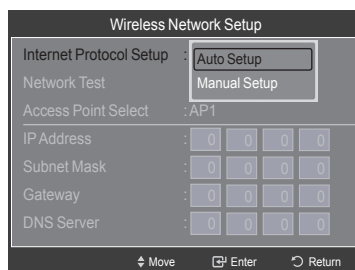 Wireless Network Setup
Internet Protocol Setup : Auto Setup
Manual Setup
Network Test
Access Point Select : AP1
IP Address : 0 0 0 0
Subnet Mask : 0 0 0 0
Gateway : 0 0 0 0
DNS Server : 0 0 0 0
Move Enter Return